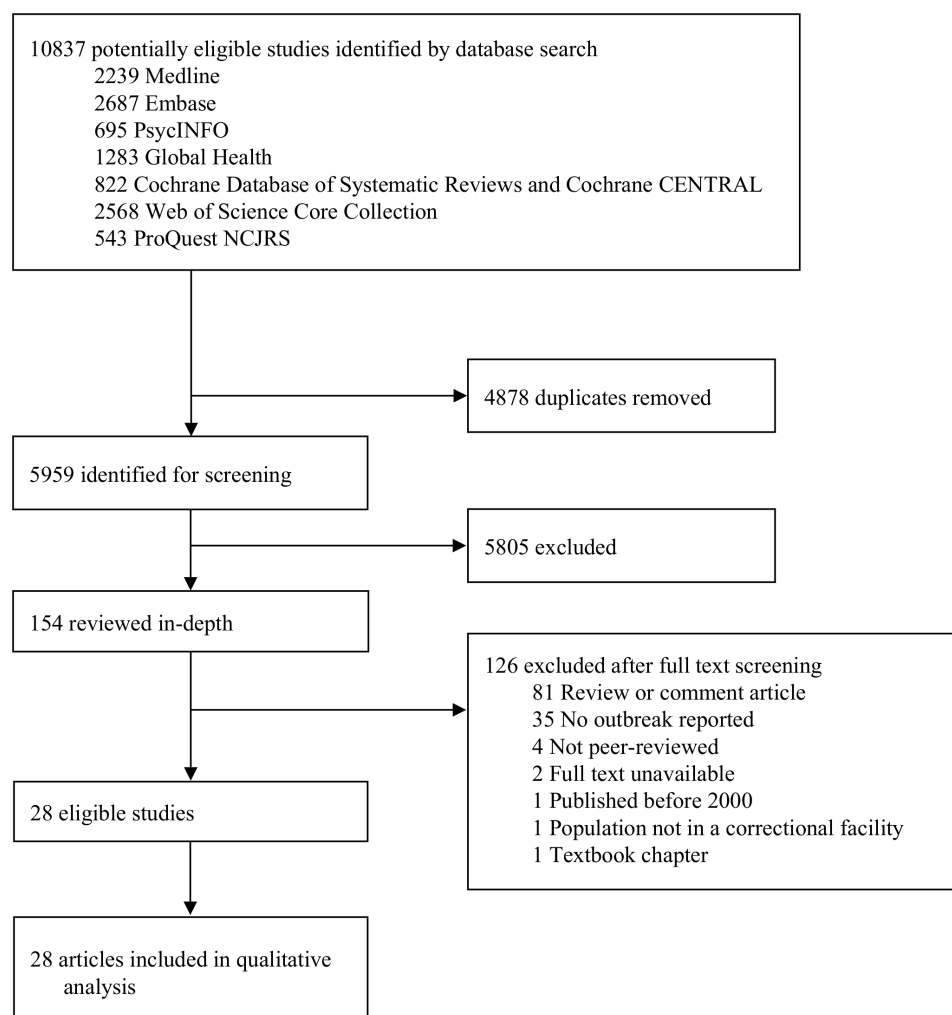 10837 potentially eligible studies identified by database search
2239 Medline
2687 Embase
695 PsycINFO
1283 Global Health
822 Cochrane Database of Systematic Reviews and Cochrane CENTRAL
2568 Web of Science Core Collection
543 ProQuest NCJRS
4878 duplicates removed
5959 identified for screening
5805 excluded
154 reviewed in-depth
126 excluded after full text screening
81 Review or comment article
35 No outbreak reported
4 Not peer-reviewed
2 Full text unavailable
1 Published before 2000
1 Population not in a correctional facility
1 Textbook chapter
28 eligible studies
28 articles included in qualitative
analysis